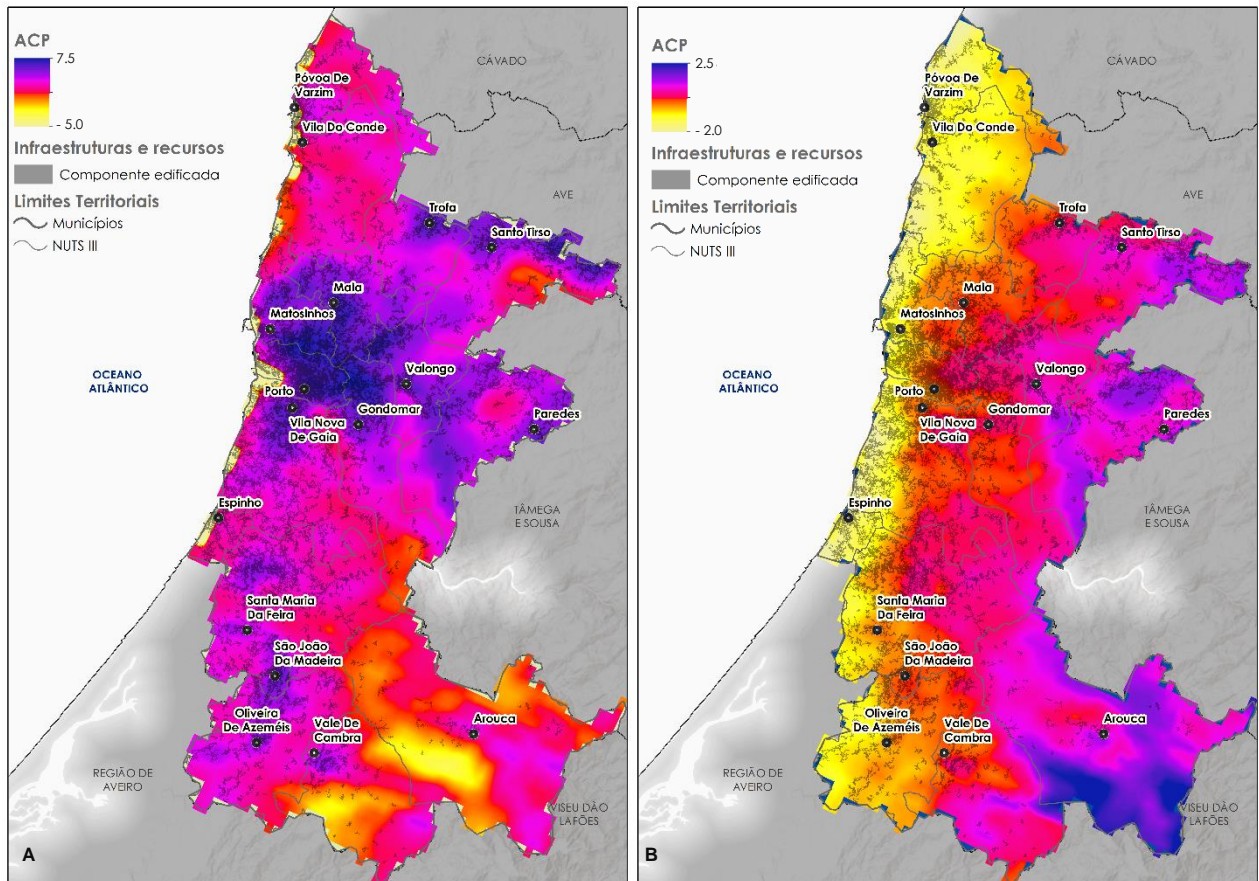 ACP
7.5
- 5.0
Infraestruturas e recursos
Componente edificada
Limites Territoriais
Municípios
NUTS III
CÁVADO
Póvoa De
Varzim
Vila Do Conde
AVE
Trofa
Santo Tirso
Maia
Matosinhos
OCEANO
ATLÂNTICO
Valongo
Porto
Vila Nova
De Gaia
Gondomar
Paredes
Espinho
TÂMEGA
E SOUSA
Santa Maria
Da Feira
São João
Da Madeira
Oliveira
De Azeméis
Vale De
Cambra
Arouca
REGIÃO DE
AVEIRO
VISEU DÃO
LAFÕES
A
ACP
2.5
- 2.0
Infraestruturas e recursos
Componente edificada
Limites Territoriais
Municípios
NUTS III
CÁVADO
Póvoa De
Varzim
Vila Do Conde
AVE
Trofa
Santo Tirso
Maia
Matosinhos
OCEANO
ATLÂNTICO
Valongo
Porto
Vila Nova
De Gaia
Gondomar
Paredes
Espinho
TÂMEGA
E SOUSA
Santa Maria
Da Feira
São João
Da Madeira
Oliveira
De Azeméis
Vale De
Cambra
Arouca
REGIÃO DE
AVEIRO
VISEU DÃO
LAFÕES
B